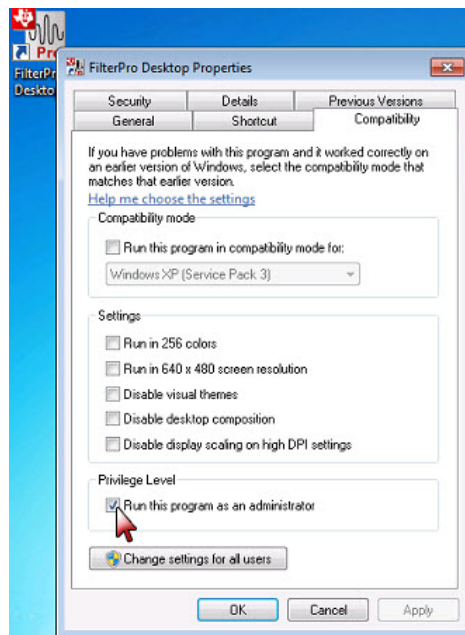 Pro
FilterPr
Deskto
FilterPro Desktop Properties
Security Details Previous Versions
General Shortcut Compatibility
If you have problems with this program and it worked correctly on
an earlier version of Windows, select the compatibility mode that
matches that earlier version.
Help me choose the settings
Compatibility mode
Run this program in compatibility mode for:
Windows XP (Service Pack 3)
Settings
Run in 256 colors
Run in 640 x 480 screen resolution
Disable visual themes
Disable desktop composition
Disable display scaling on high DPI settings
Privilege Level
Run this program as an administrator
Change settings for all users
OK Cancel Apply